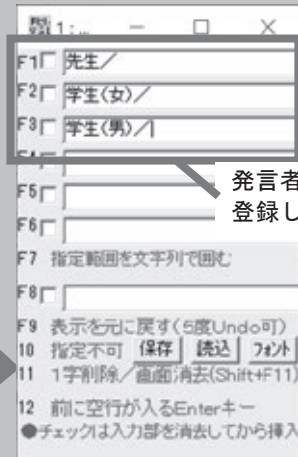 1:...
F1 先生／
F2 学生(女)／
F3 学生(男)／
発言者
F5
登録し
F6
F7 指定範囲を文字列で囲む
F8
F9 表示を元に戻す(5度Undo可)
10 指定不可 保存 読込 フォント
11 1字削除／画面消去(Shift+F11)
12 前に空行が入るEnterキー
●チェックは入力部を消去してから挿入